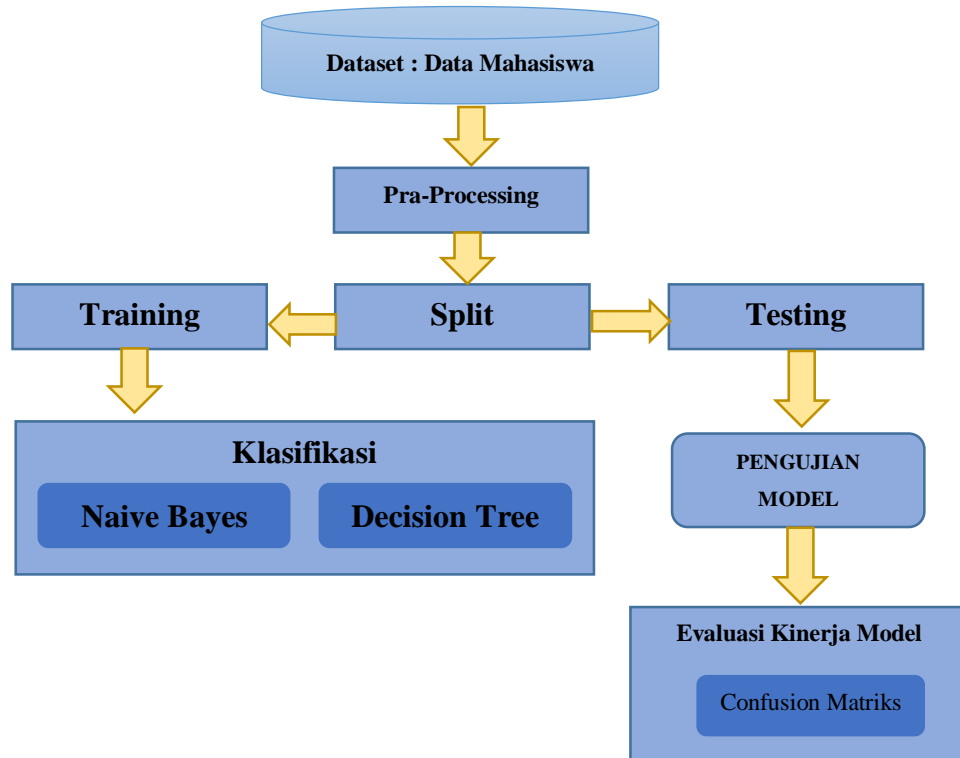 Dataset : Data Mahasiswa
Pra-Processing
Training
Split
Testing
Klasifikasi
Naive Bayes
Decision Tree
PENGUJIAN
MODEL
Evaluasi Kinerja Model
Confusion Matriks